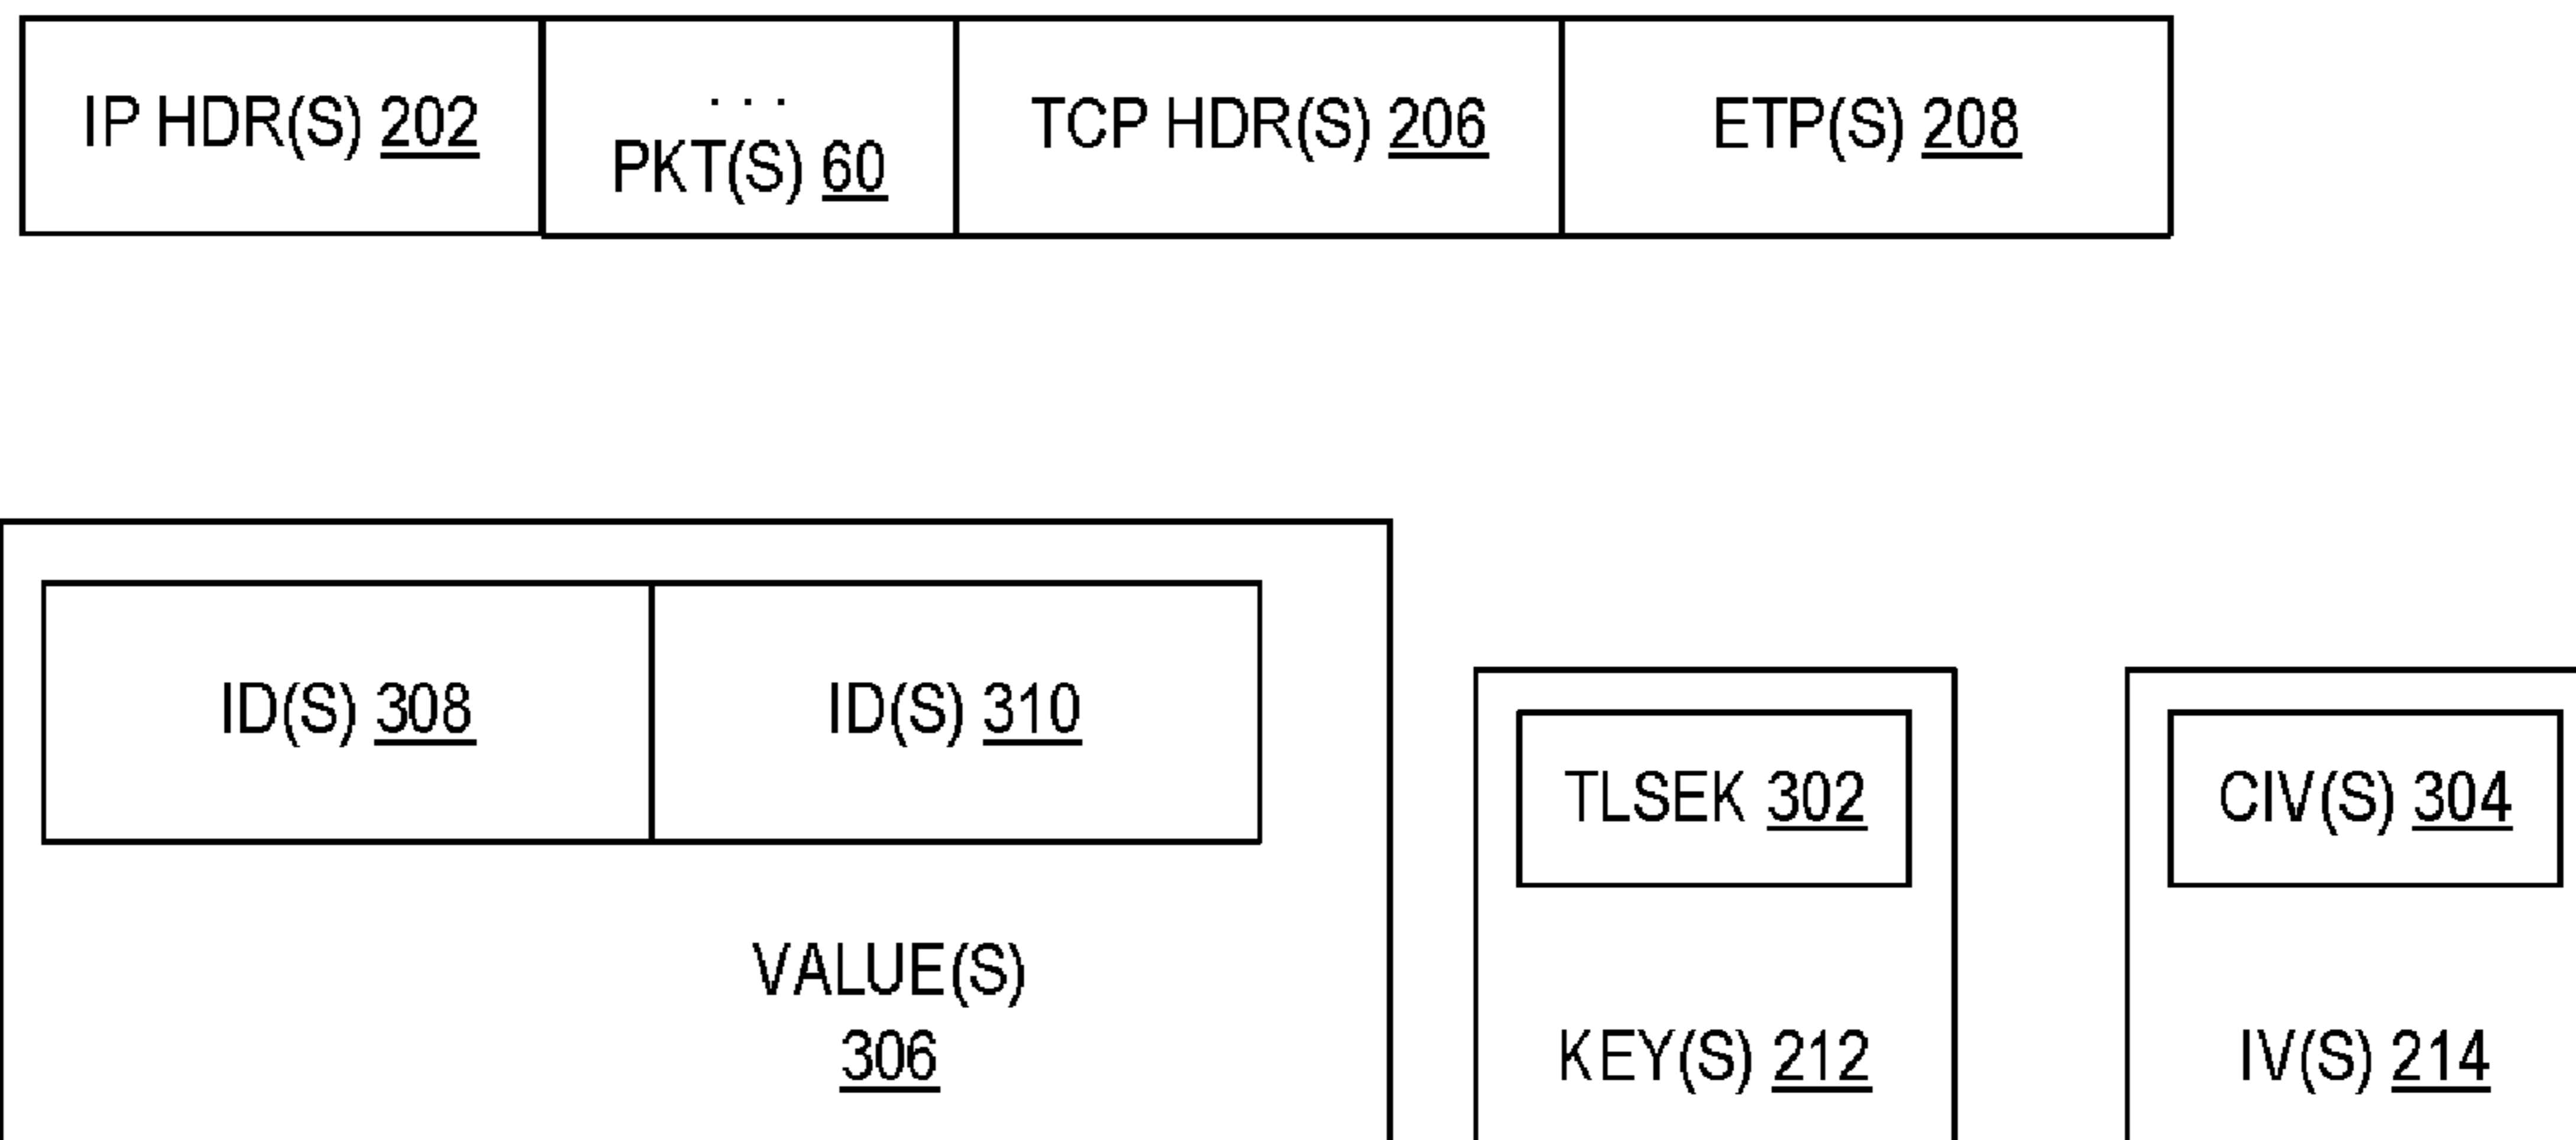 IP HDR(S) 202
. . .
PKT(S) 60
TCP HDR(S) 206
ETP(S) 208
ID(S) 308
ID(S) 310
VALUE(S)
306
TLSEK 302
KEY(S) 212
CIV(S) 304
IV(S) 214